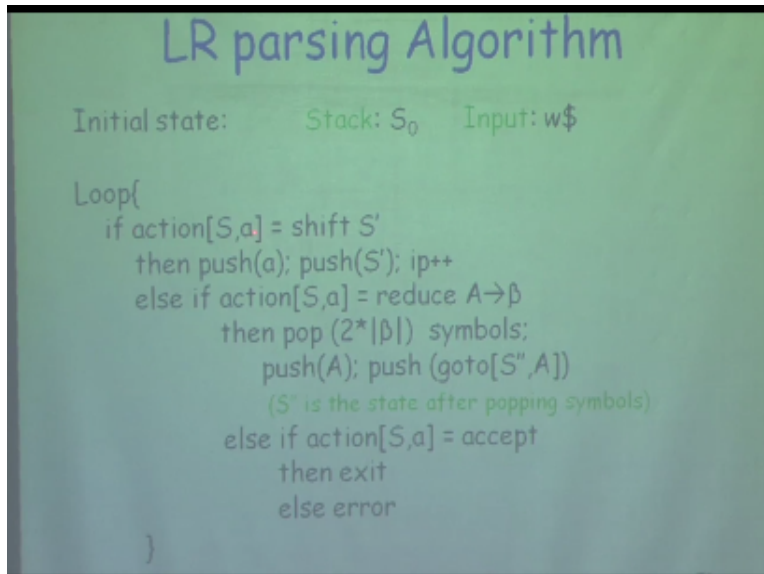 LR parsing Algorithm
Initial state: Stack: S₀ Input: w$
Loop{
if action[S,a] = shift S'
then push(a); push(S'); ip++
else if action[S,a] = reduce A→β
then pop (2*|β|) symbols;
push(A); push (goto[S",A])
(S" is the state after popping symbols)
else if action[S,a] = accept
then exit
else error
}